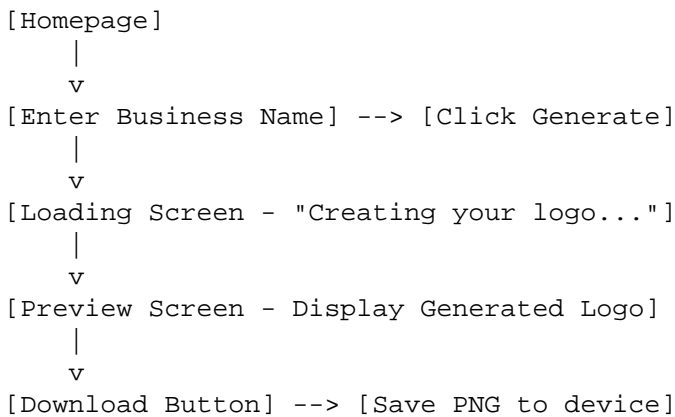 [Homepage]
|
v
[Enter Business Name] --> [Click Generate]
|
v
[Loading Screen - "Creating your logo..."]
|
v
[Preview Screen - Display Generated Logo]
|
v
[Download Button] --> [Save PNG to device]